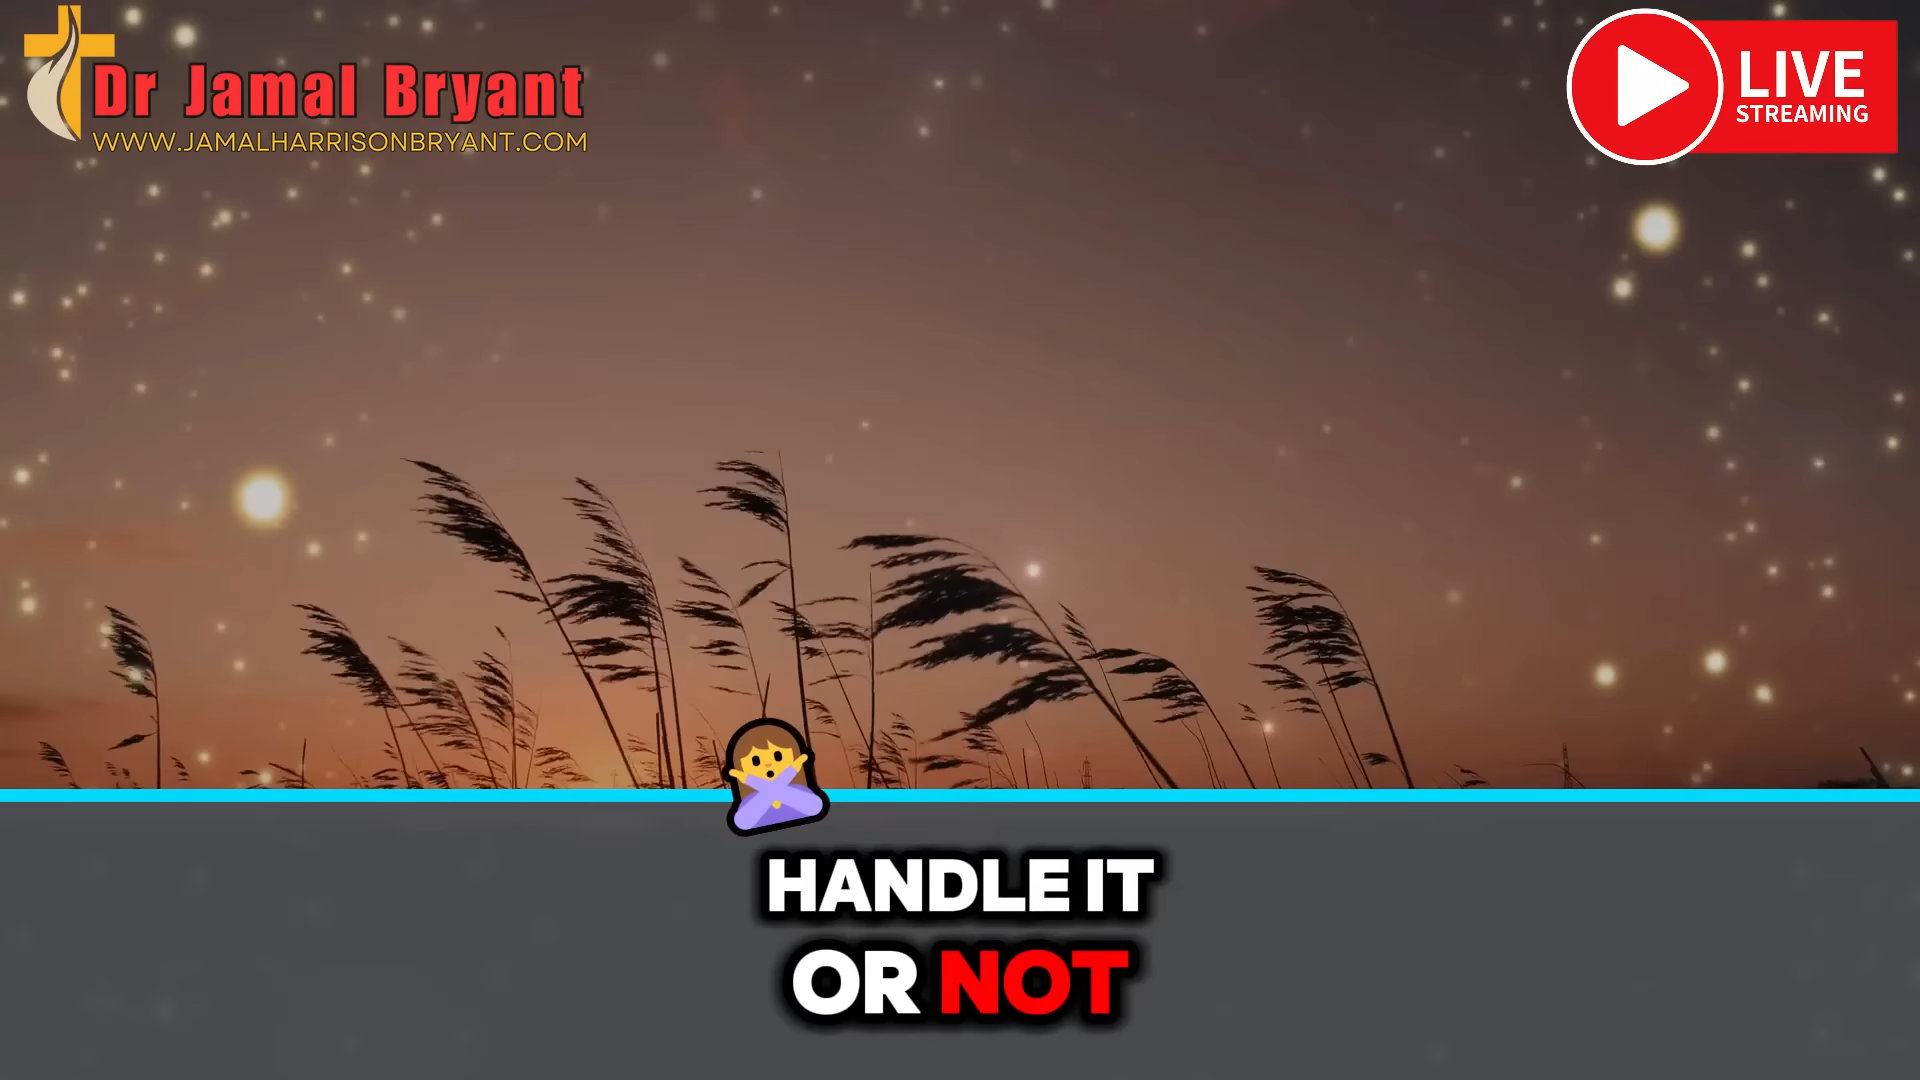 Dr Jamal Bryant
WWW.JAMALHARRISONBRYANT.COM
LIVE
STREAMING
HANDLE IT
OR NOT